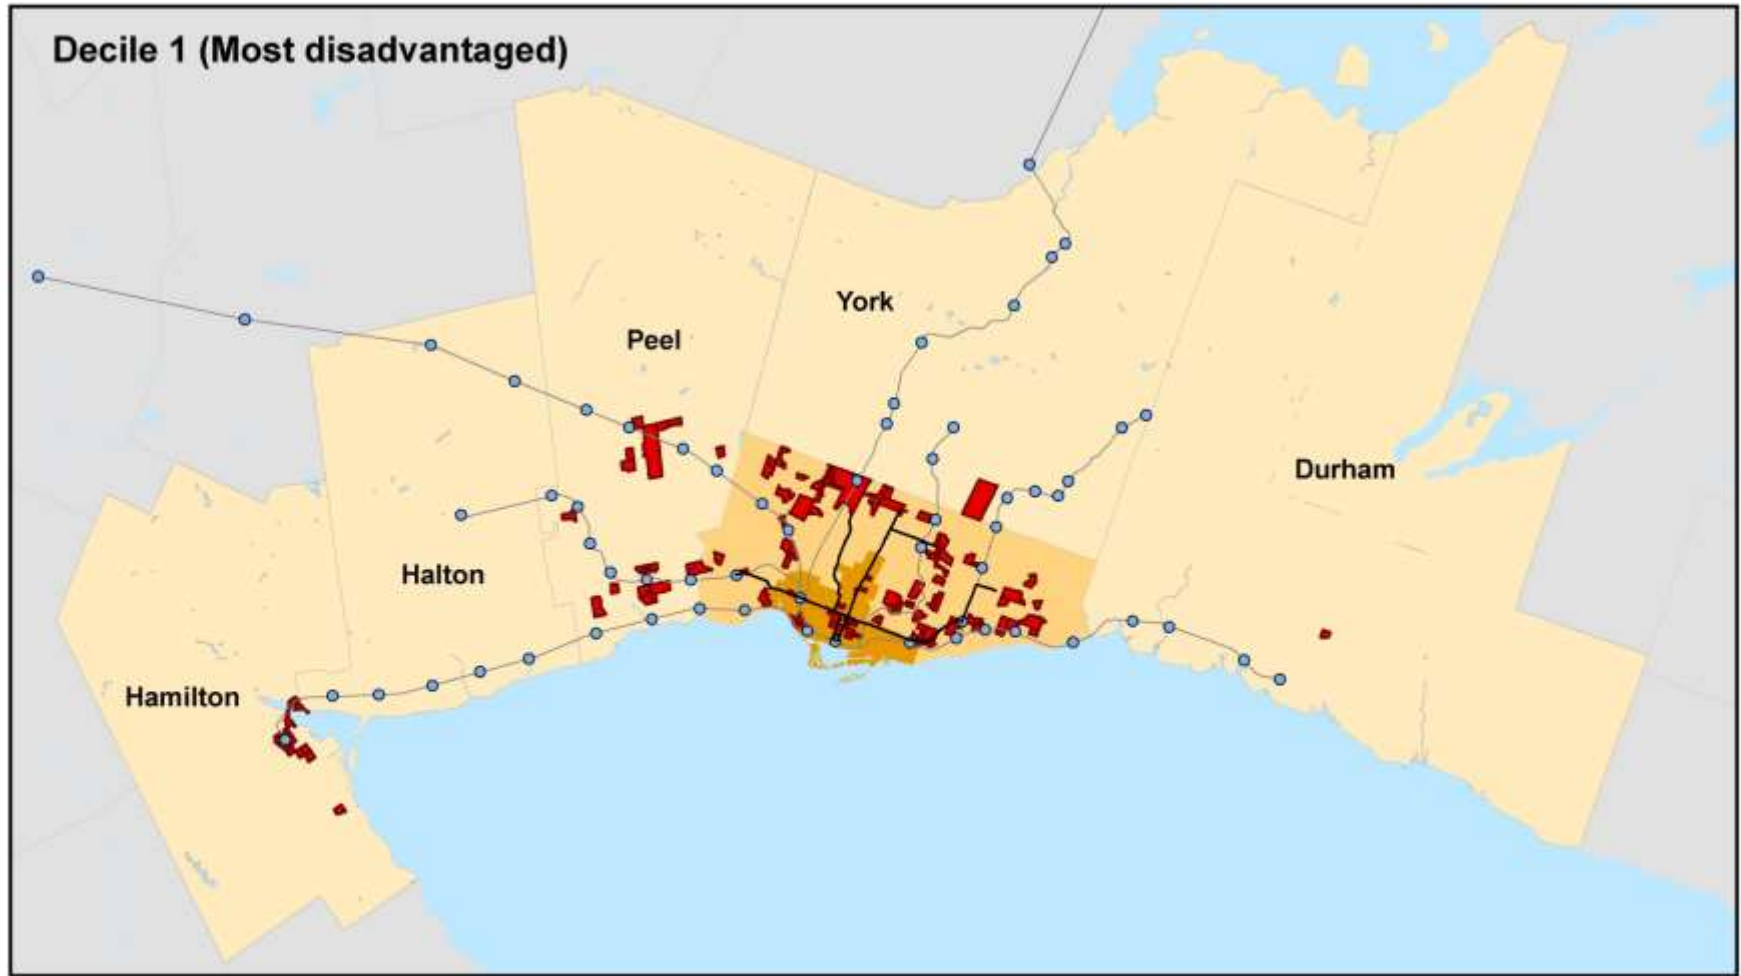 Decile 1 (Most disadvantaged)
York
Peel
Durham
Halton
Hamilton